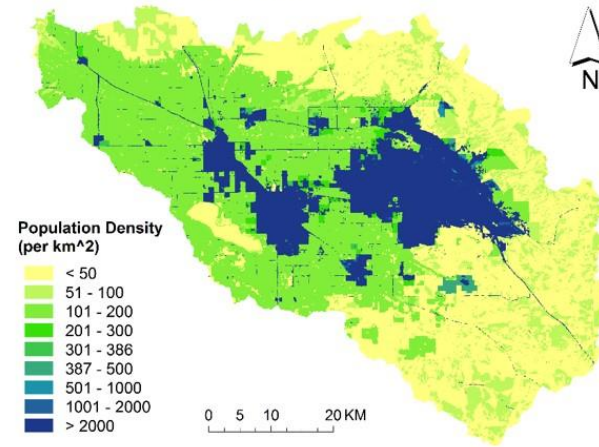 N
Population Density
(per km^2)
< 50
51 - 100
101 - 200
201 - 300
301 - 386
387 - 500
501 - 1000
1001 - 2000
> 2000
0 5 10 20 KM